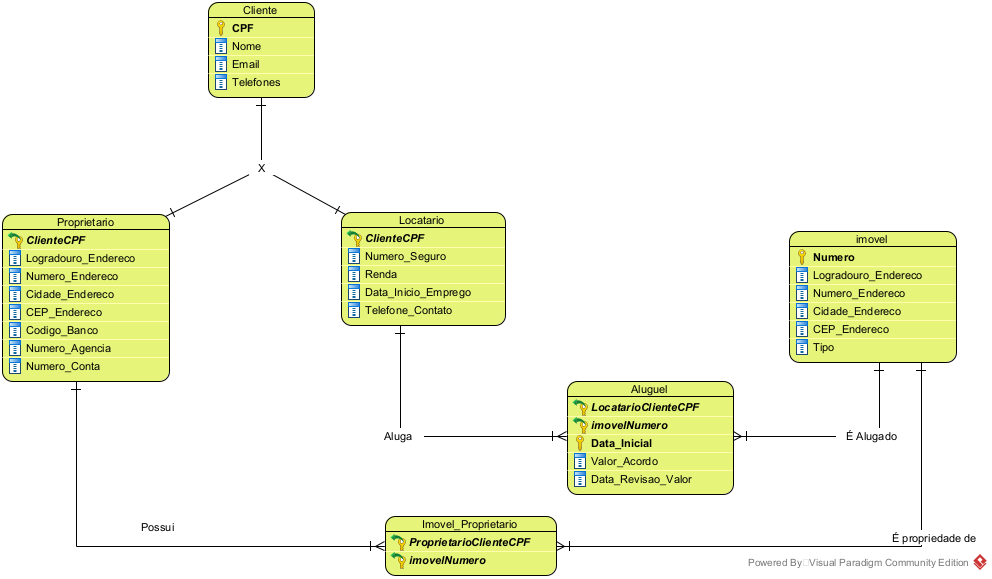 Cliente
CPF
Nome
Email
Telefones
X
Proprietario
ClienteCPF
Logradouro_Endereco
Numero_Endereco
Cidade_Endereco
CEP_Endereco
Codigo_Banco
Numero_Agencia
Numero_Conta
Locatario
ClienteCPF
Numero_Seguro
Renda
Data_Inicio_Emprego
Telefone_Contato
imovel
Numero
Logradouro_Endereco
Numero_Endereco
Cidade_Endereco
CEP_Endereco
Tipo
Aluga
Aluguel
LocatarioClienteCPF
imovelNumero
Data_Inicial
Valor_Acordo
Data_Revisao_Valor
É Alugado
Possui
Imovel_Proprietario
ProprietarioClienteCPF
imovelNumero
É propriedade de
Powered By Visual Paradigm Community Edition